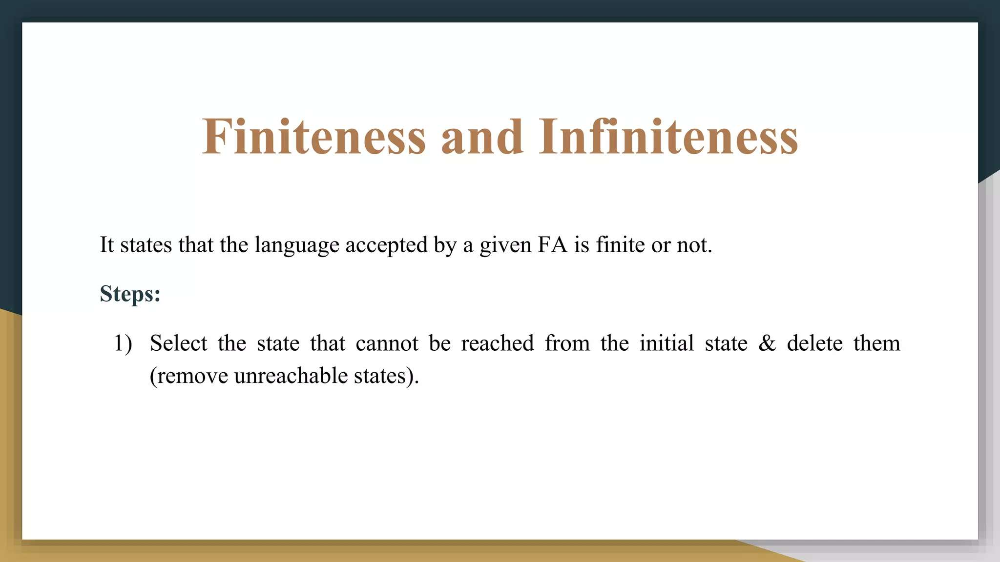 Finiteness and Infiniteness
It states that the language accepted by a given FA is finite or not.
Steps:
1) Select the state that cannot be reached from the initial state & delete them
(remove unreachable states).